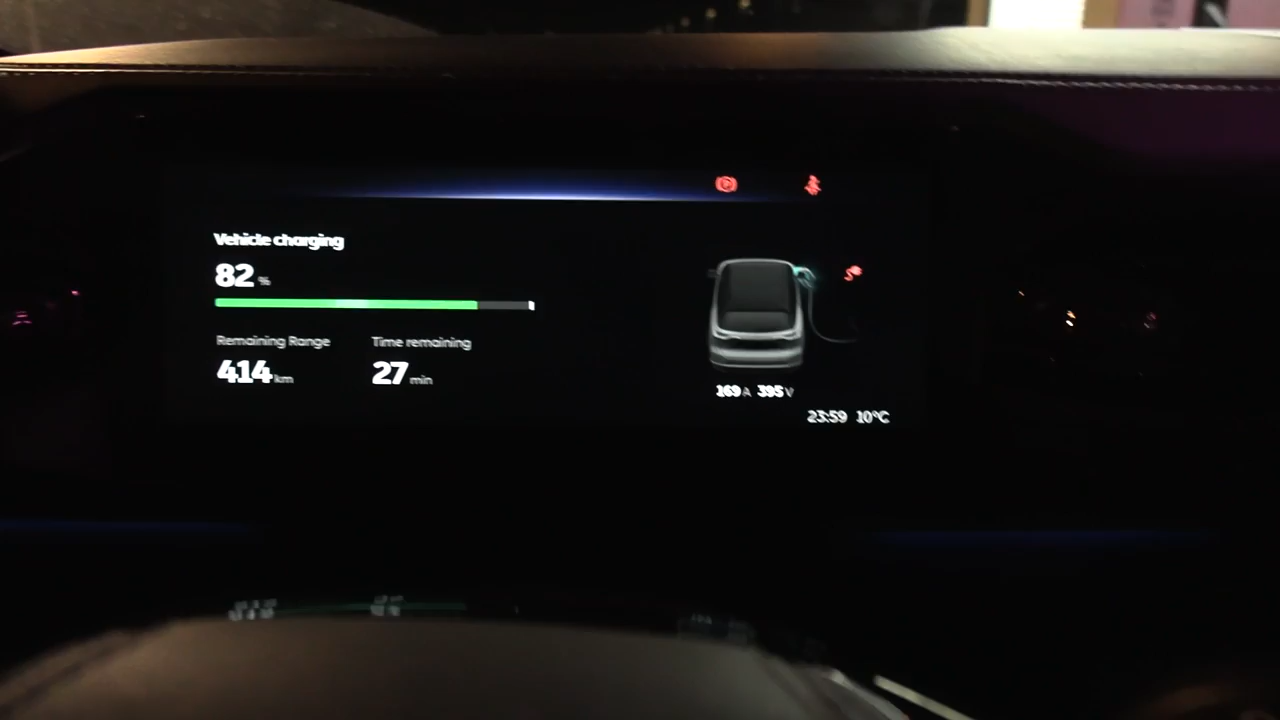 Vehicle charging
82 %
Remaining Range Time remaining
414 km 27 min
169 A 395 V
23:59 10°C